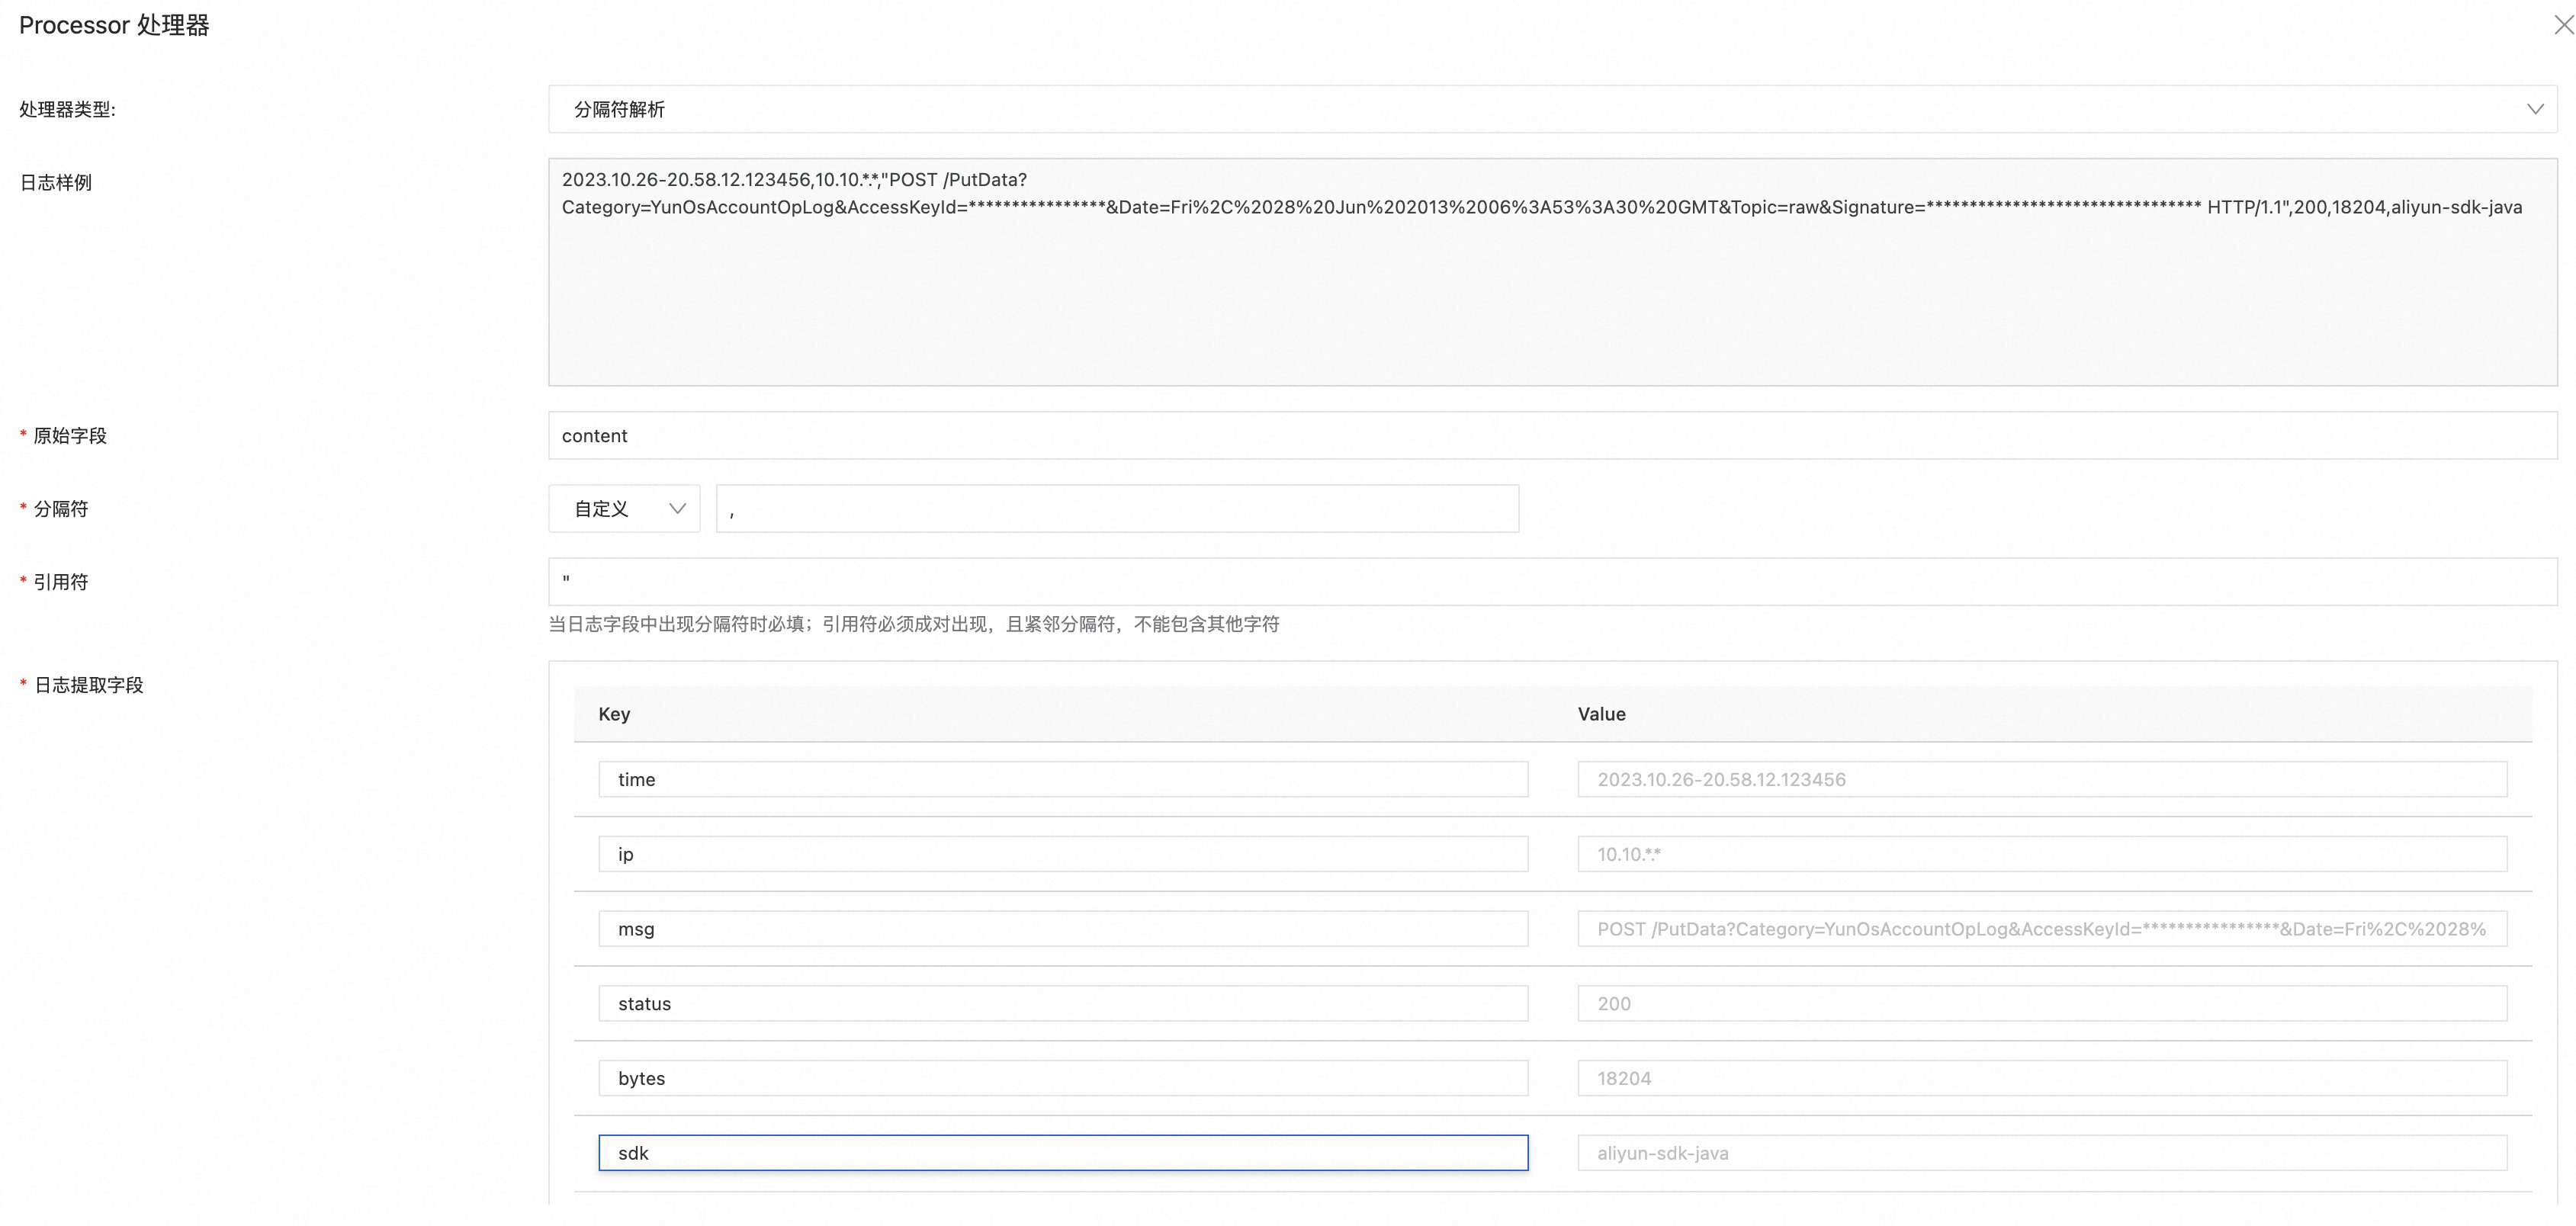 Processor 处理器
处理器类型:
分隔符解析
日志样例
2023.10.26-20.58.12.123456,10.10.*.*,"POST /PutData?
Category=YunOsAccountOpLog&AccessKeyId=****************&Date=Fri%2C%2028%20Jun%202013%2006%3A53%3A30%20GMT&Topic=raw&Signature=******************************** HTTP/1.1",200,18204,aliyun-sdk-java
* 原始字段
content
* 分隔符
自定义
,
* 引用符
"
当日志字段中出现分隔符时必填；引用符必须成对出现，且紧邻分隔符，不能包含其他字符
* 日志提取字段
Key Value
time 2023.10.26-20.58.12.123456
ip 10.10.*.*
msg POST /PutData?Category=YunOsAccountOpLog&AccessKeyId=****************&Date=Fri%2C%2028%
status 200
bytes 18204
sdk aliyun-sdk-java